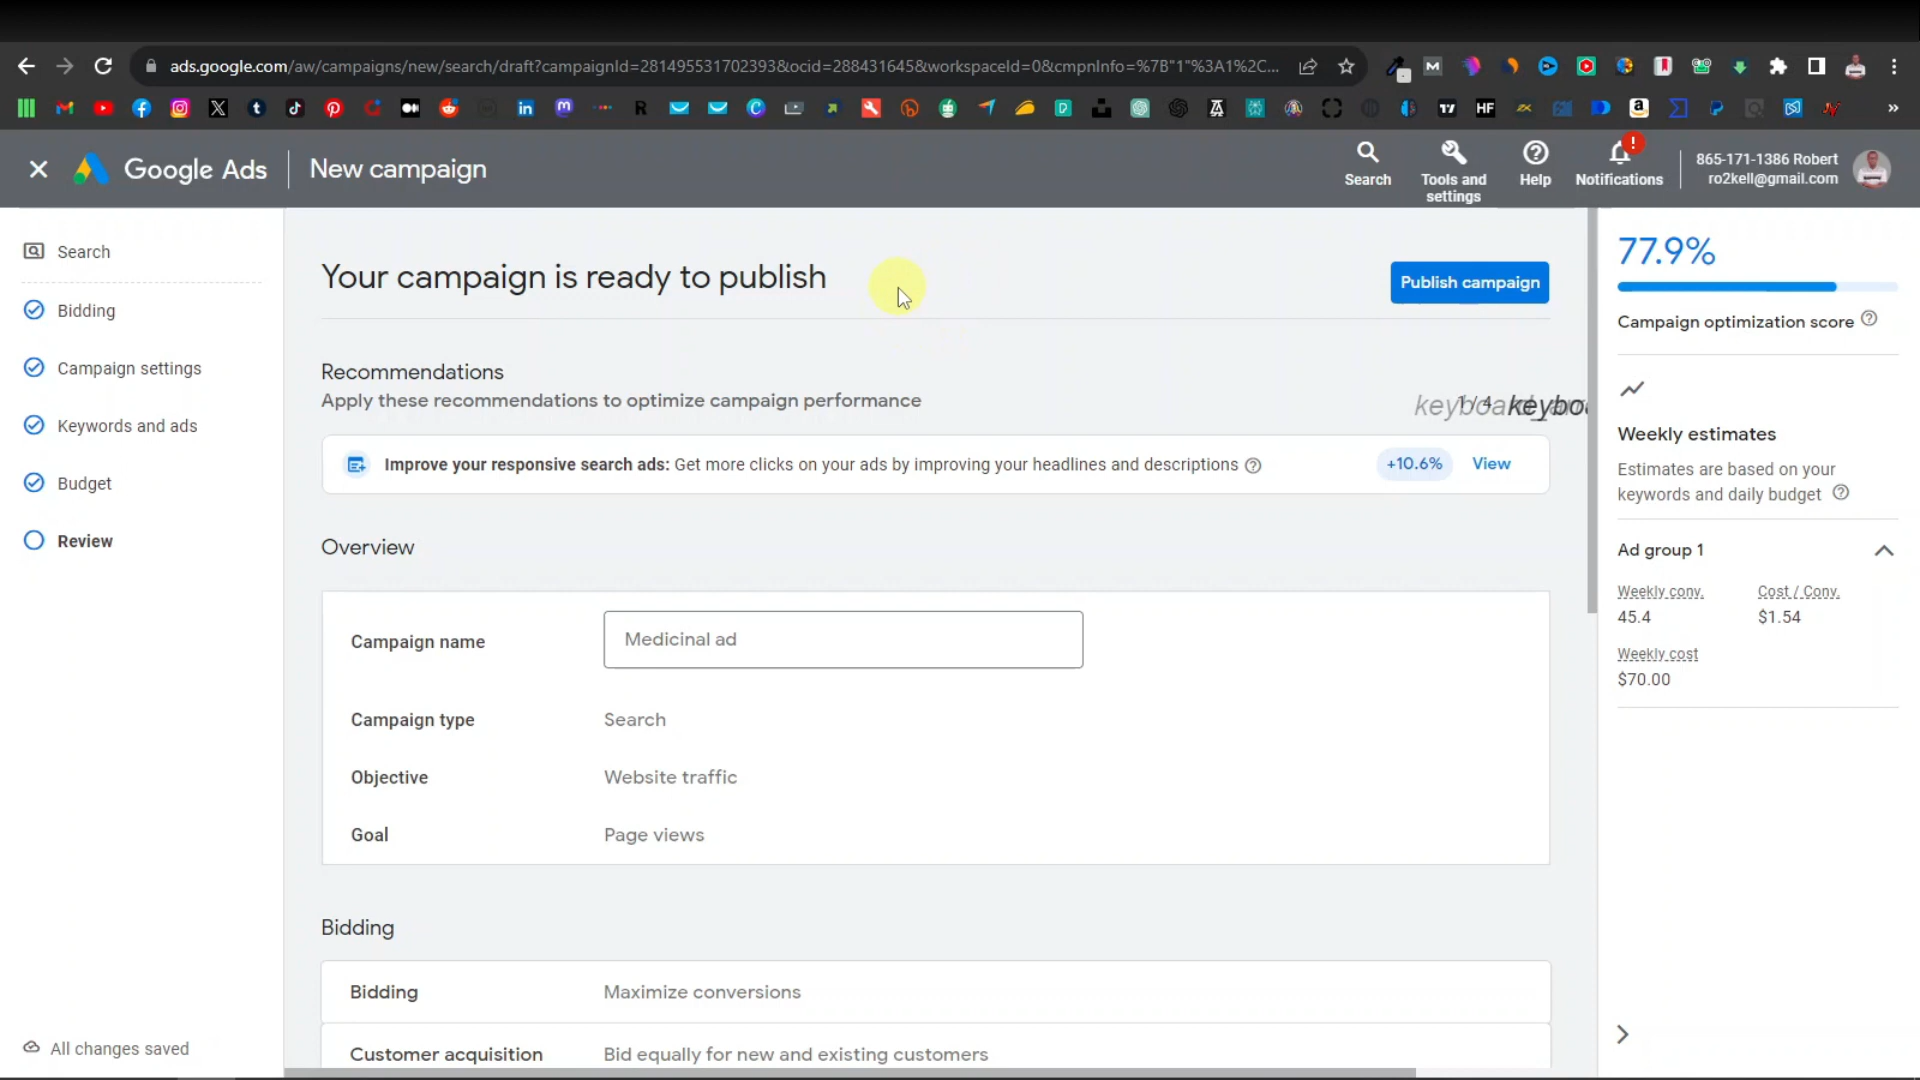 ads.google.com/aw/campaigns/new/search/draft?campaignId=281495531702393&ocid=288431645&workspaceId=0&cmpnInfo=%7B"1"%3A1%2C...
Google Ads
New campaign
Search
Tools and
settings
Help
Notifications
865-171-1386 Robert
ro2kell@gmail.com
Search
Bidding
Campaign settings
Keywords and ads
Budget
Review
All changes saved
Your campaign is ready to publish
Publish campaign
Recommendations
Apply these recommendations to optimize campaign performance
1 / 4
Improve your responsive search ads: Get more clicks on your ads by improving your headlines and descriptions
+10.6%
View
Overview
Campaign name
Medicinal ad
Campaign type
Search
Objective
Website traffic
Goal
Page views
Bidding
Bidding
Maximize conversions
Customer acquisition
Bid equally for new and existing customers
77.9%
Campaign optimization score
Weekly estimates
Estimates are based on your
keywords and daily budget
Ad group 1
Weekly conv.
Cost / Conv.
45.4
$1.54
Weekly cost
$70.00